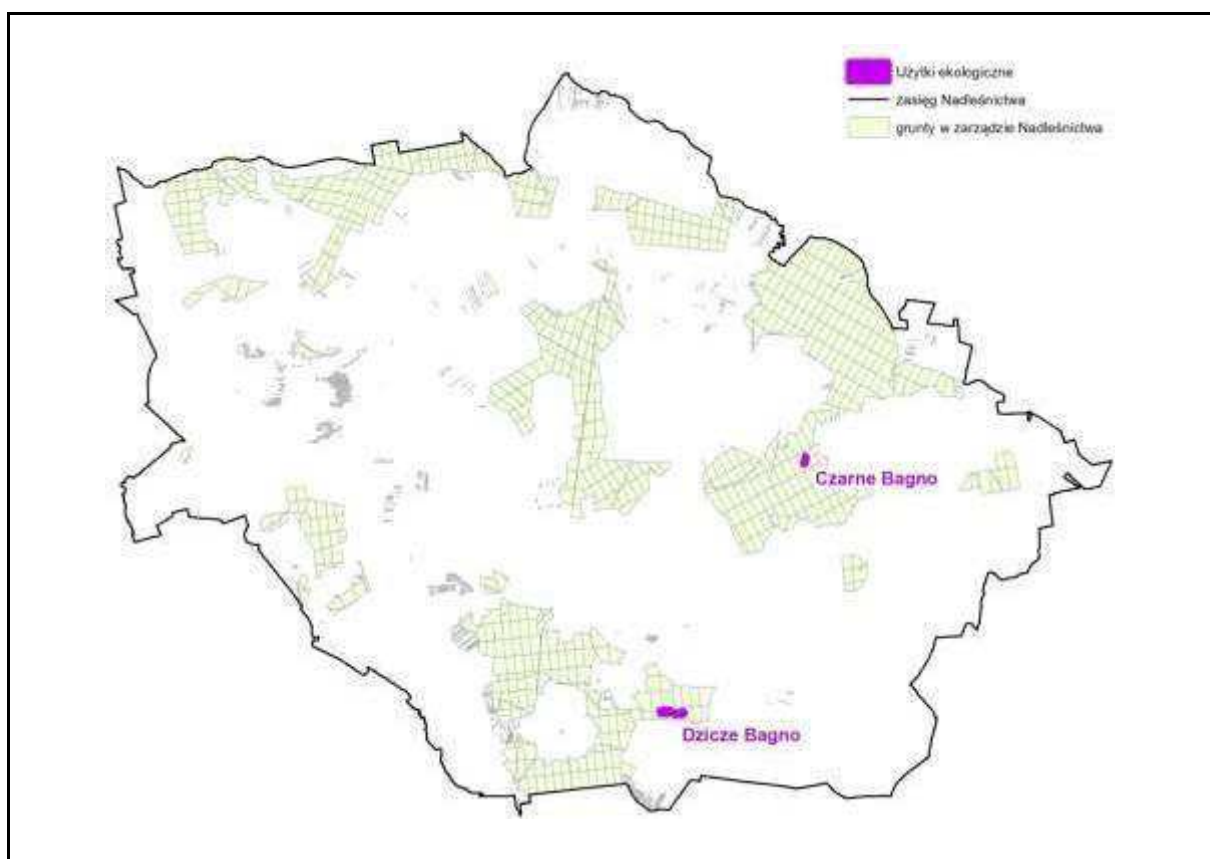 Użytki ekologiczne
zasięg Nadleśnictwa
grunty w zarządzie Nadleśnictwa
Czarne Bagno
Dzicze Bagno